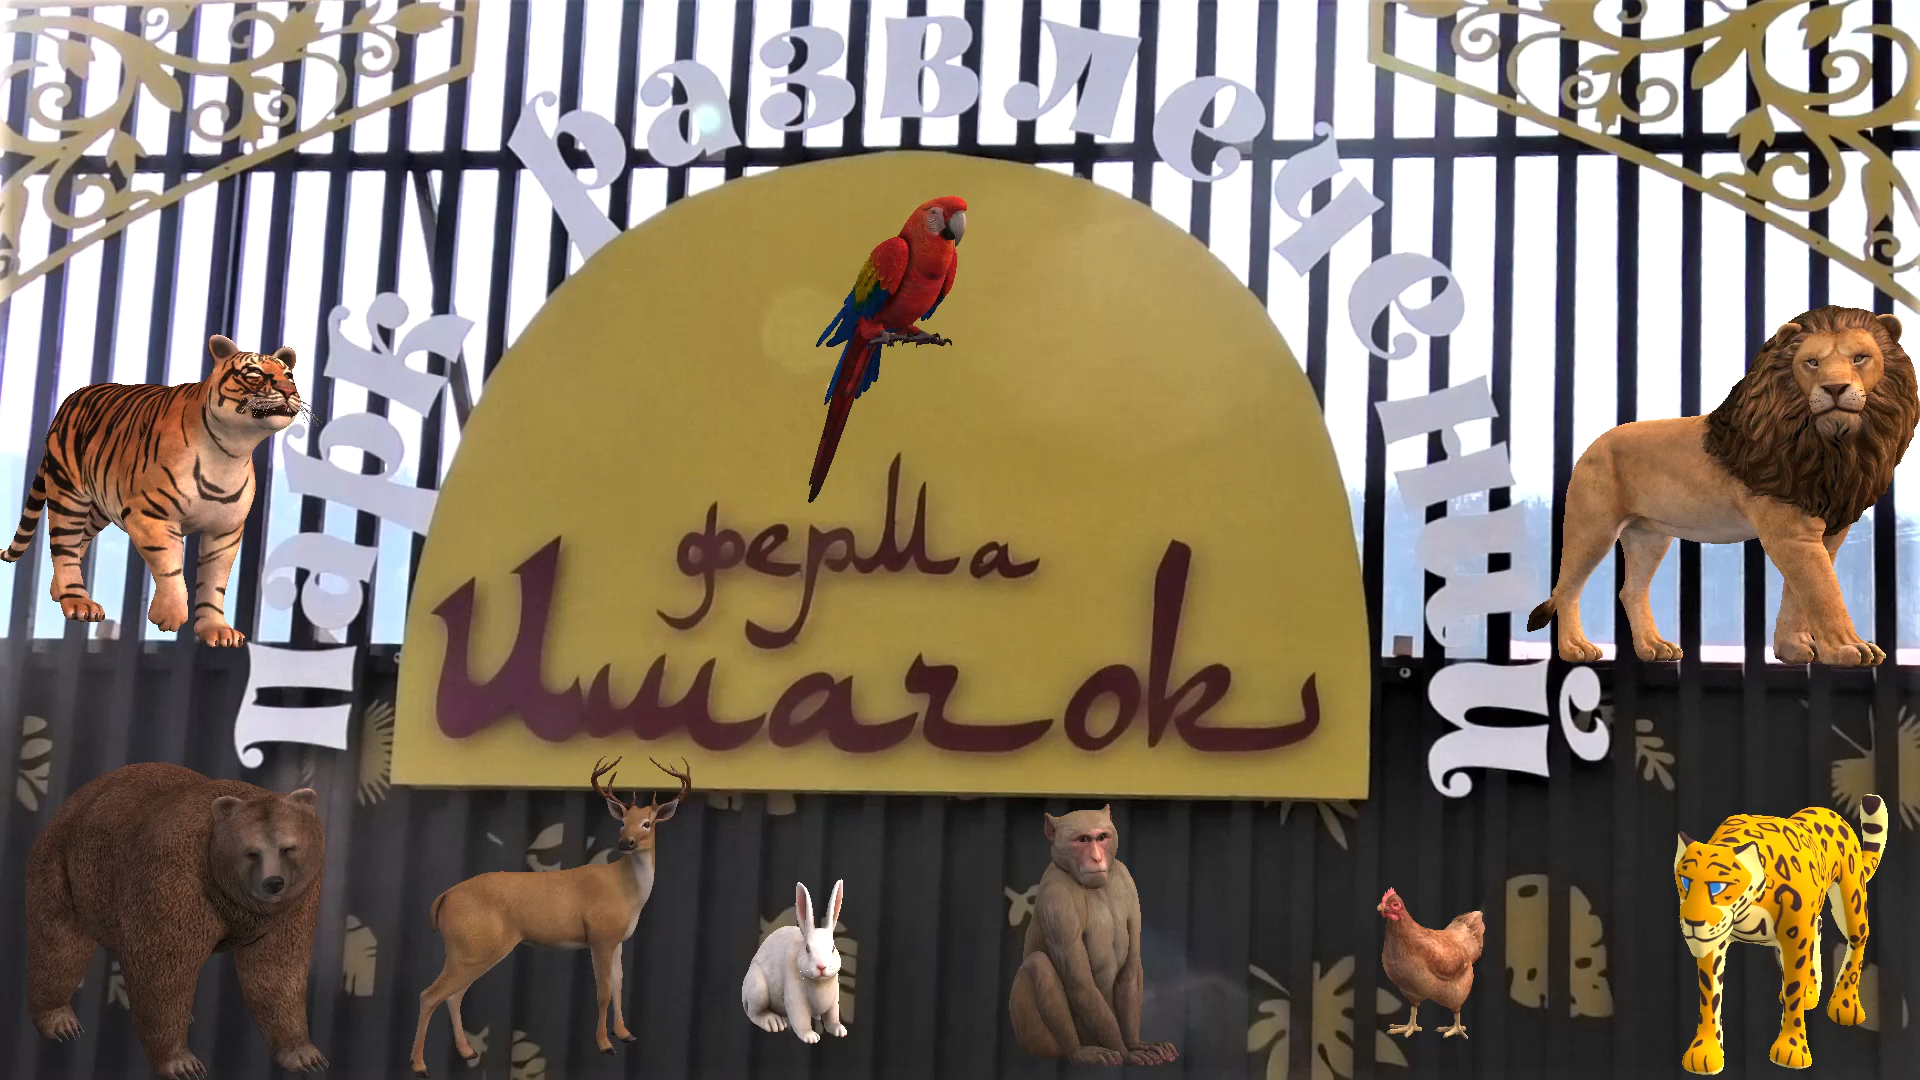 парк развлечений
ферма
Ишачок